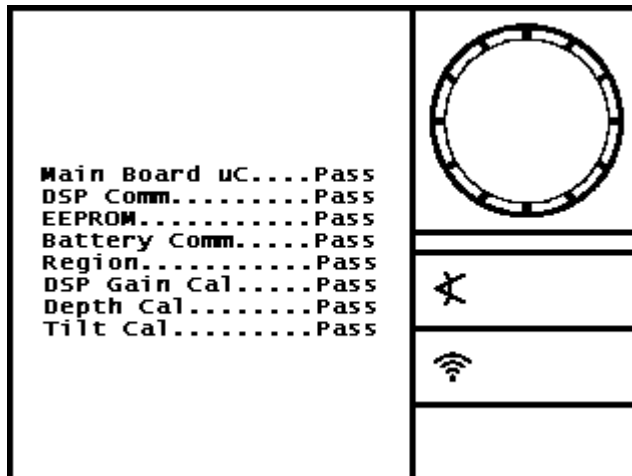 Main Board uC....Pass
DSP Comm.........Pass
EEPROM...........Pass
Battery Comm.....Pass
Region...........Pass
DSP Gain Cal.....Pass
Depth Cal........Pass
Tilt Cal.........Pass